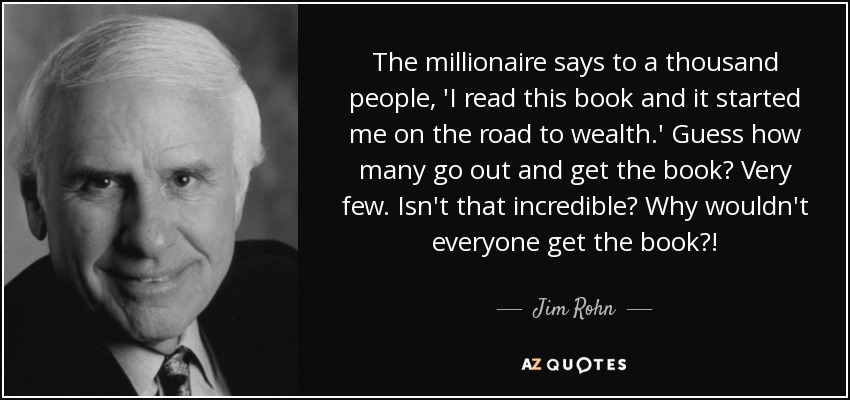 The millionaire says to a thousand
people, 'I read this book and it started
me on the road to wealth.' Guess how
many go out and get the book? Very
few. Isn't that incredible? Why wouldn't
everyone get the book?!
Jim Rohn
AZ QUOTES